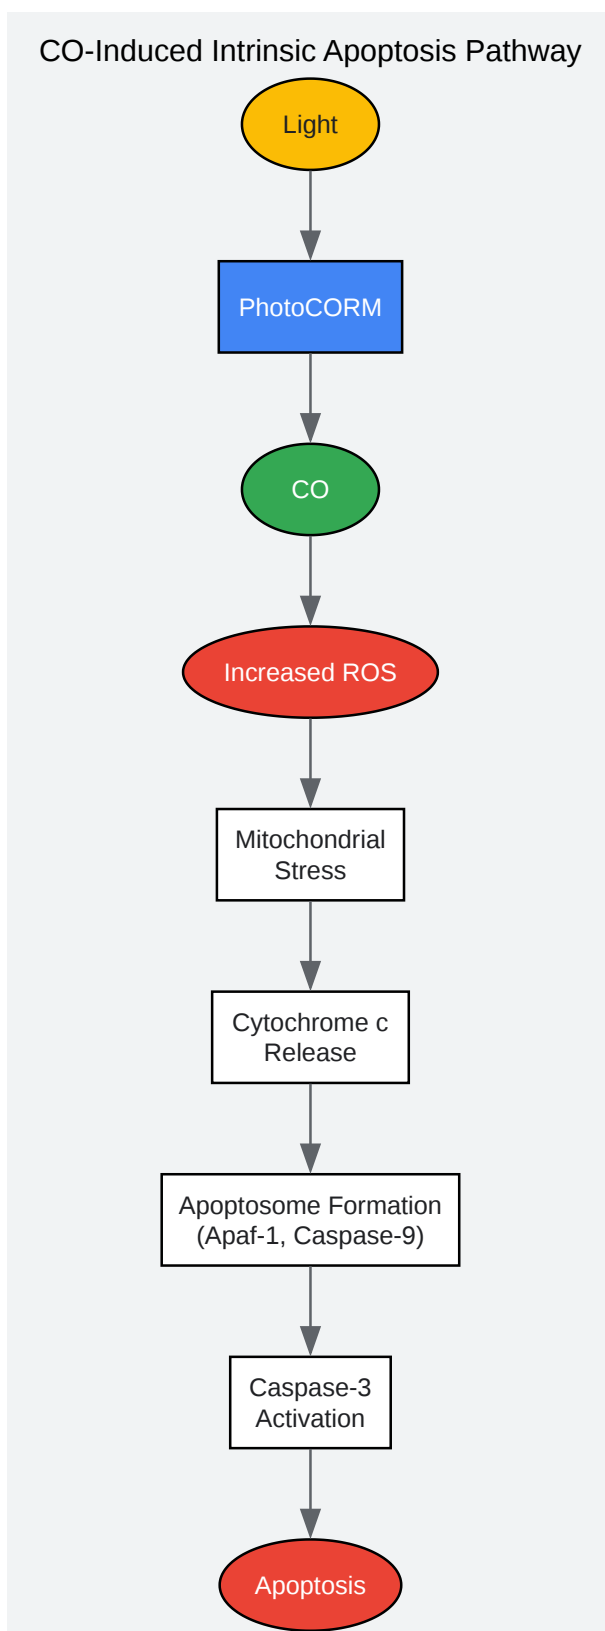 CO-Induced Intrinsic Apoptosis Pathway
Light
PhotoCORM
CO
Increased ROS
Mitochondrial
Stress
Cytochrome c
Release
Apoptosome Formation
(Apaf-1, Caspase-9)
Caspase-3
Activation
Apoptosis